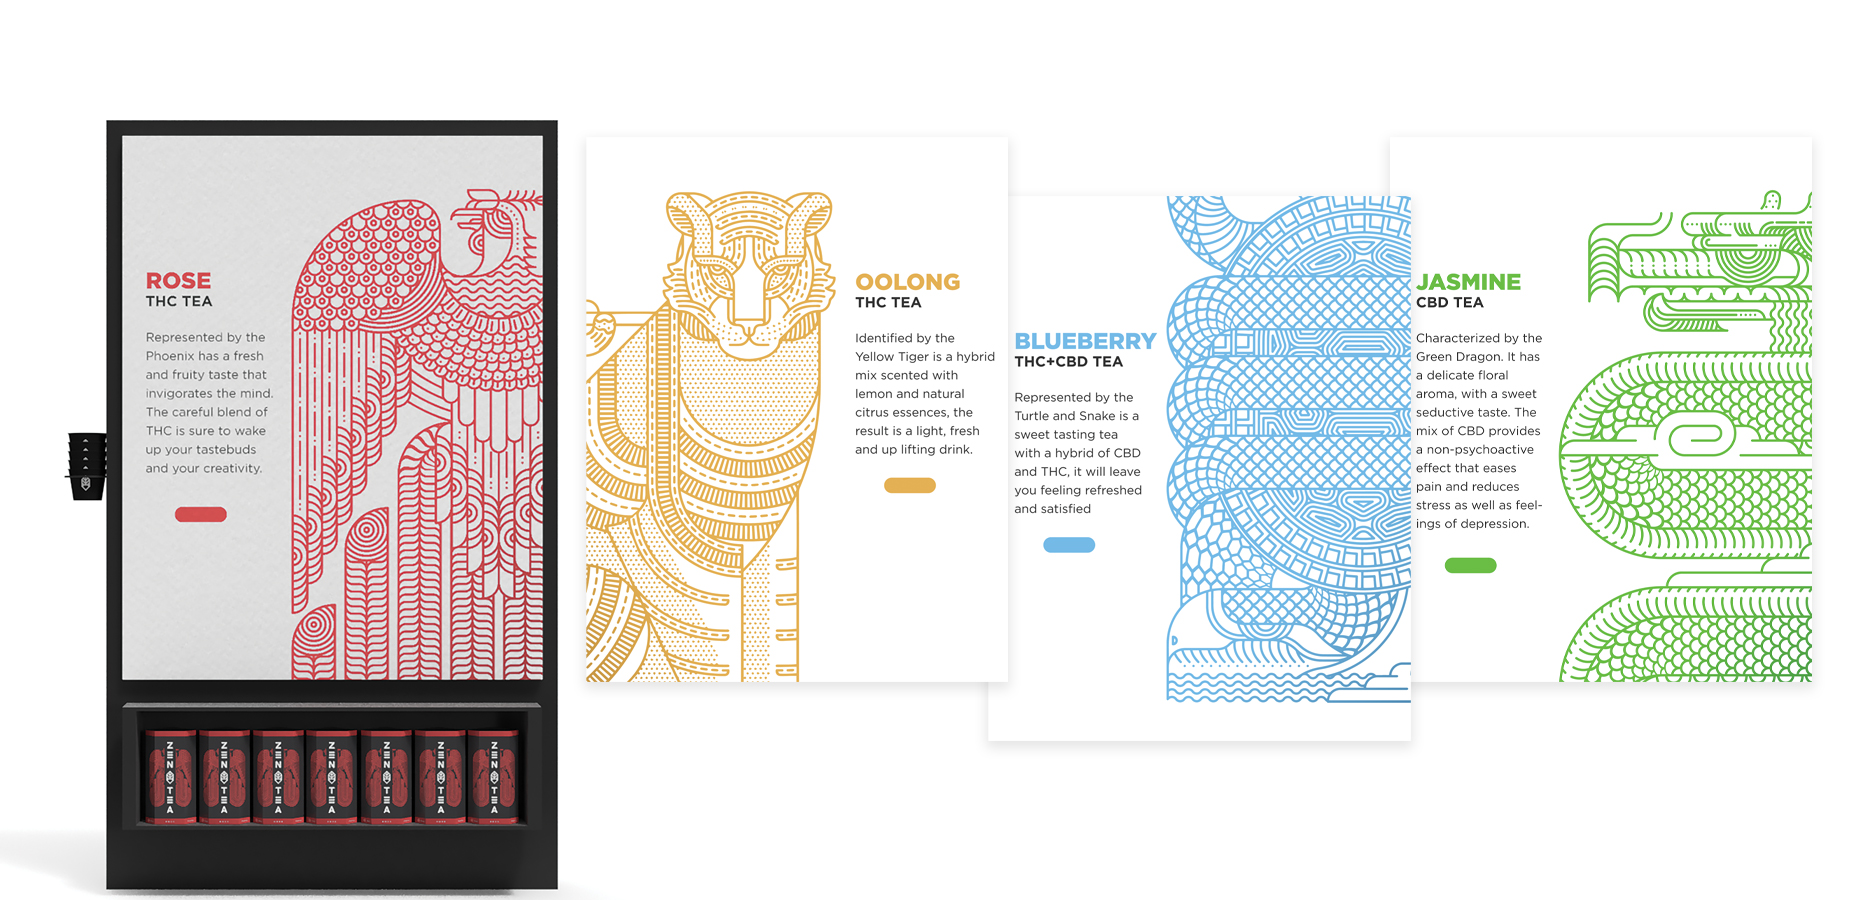 ROSE
THC TEA
Represented by the
Phoenix has a fresh
and fruity taste that
invigorates the mind.
The careful blend of
THC is sure to wake
up your tastebuds
and your creativity.
OOLONG
THC TEA
Identified by the
Yellow Tiger is a hybrid
mix scented with
lemon and natural
citrus essences, the
result is a light, fresh
and up lifting drink.
BLUEBERRY
THC+CBD TEA
Represented by the
Turtle and Snake is a
sweet tasting tea
with a hybrid of CBD
and THC, it will leave
you feeling refreshed
and satisfied
JASMINE
CBD TEA
Characterized by the
Green Dragon. It has
a delicate floral
aroma, with a sweet
seductive taste. The
mix of CBD provides
a non-psychoactive
effect that eases
pain and reduces
stress as well as feel-
ings of depression.
ZEN TEA
ZEN TEA
ZEN TEA
ZEN TEA
ZEN TEA
ZEN TEA
ZEN TEA